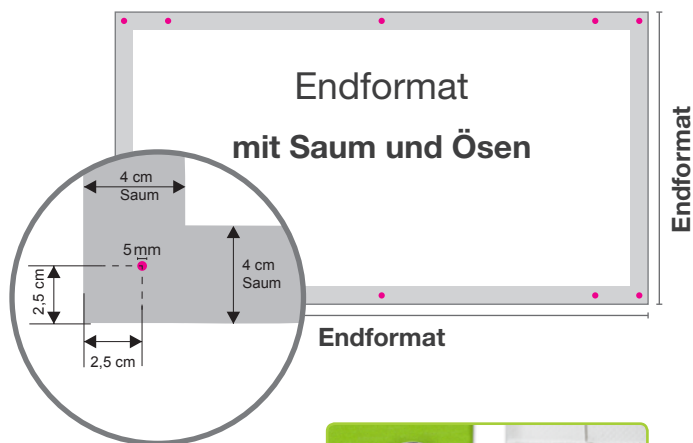 Endformat
mit Saum und Ösen
Endformat
4 cm
Saum
5 mm
4 cm
Saum
2,5 cm
2,5 cm
Endformat